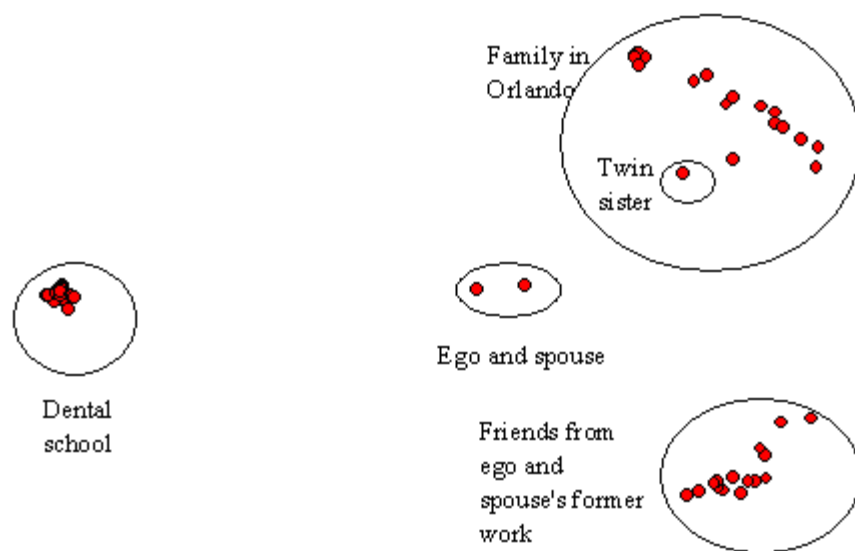 Family in
Orlando
Twin
sister
Ego and spouse
Dental
school
Friends from
ego and
spouse's former
work